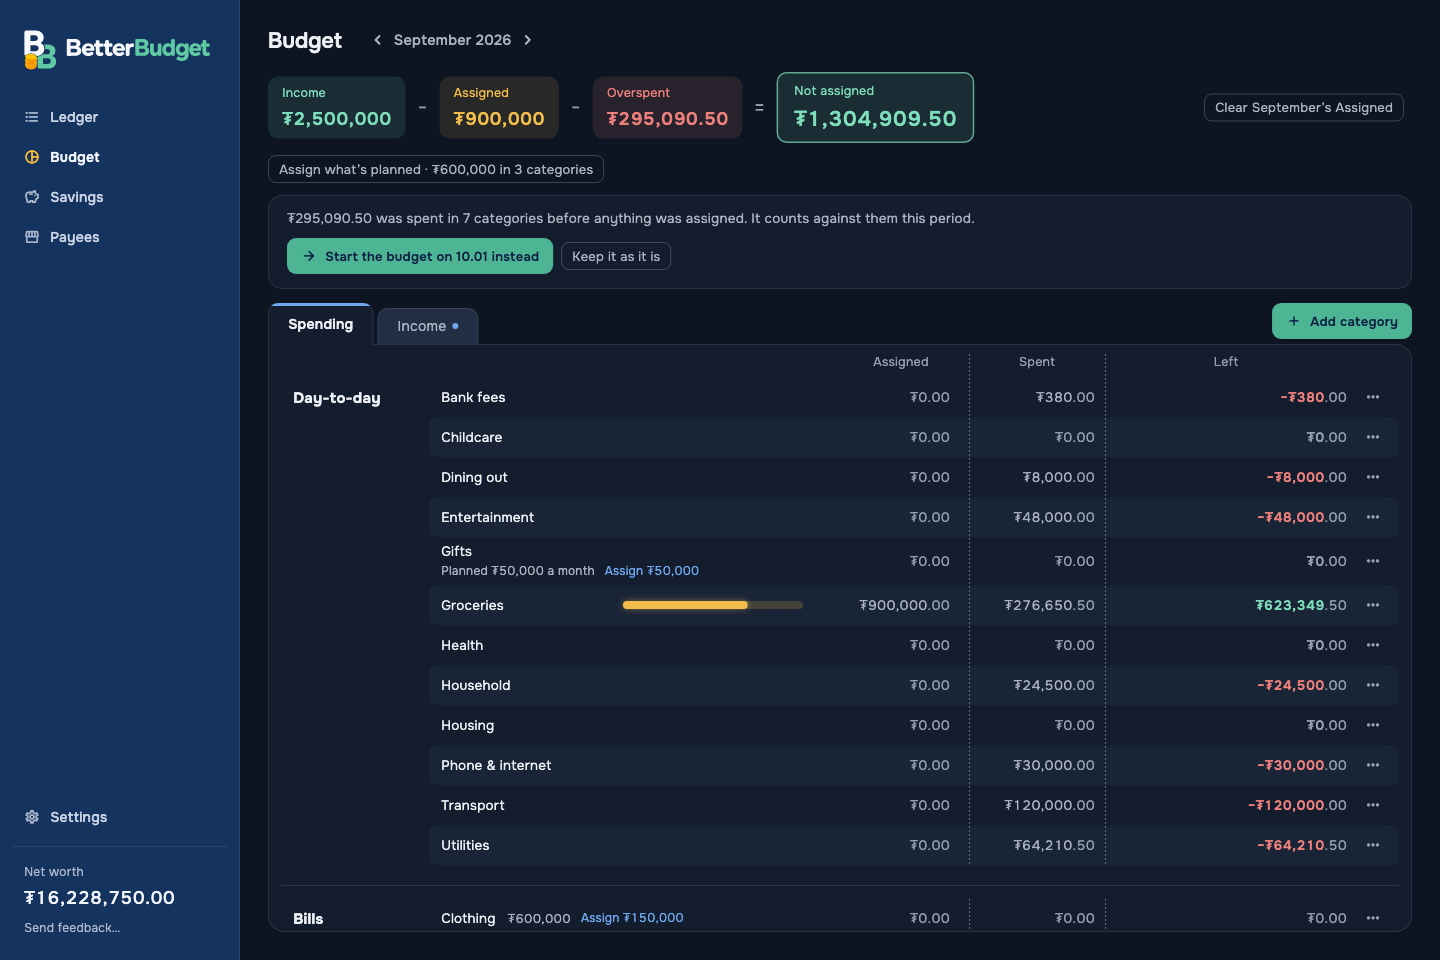 BetterBudget
Ledger
Budget
Savings
Payees
Settings
Net worth
₮16,228,750.00
Send feedback...
Budget
September 2026
Income
₮2,500,000
-
Assigned
₮900,000
-
Overspent
₮295,090.50
=
Not assigned
₮1,304,909.50
Clear September's Assigned
Assign what's planned · ₮600,000 in 3 categories
₮295,090.50 was spent in 7 categories before anything was assigned. It counts against them this period.
Start the budget on 10.01 instead
Keep it as it is
Spending
Income
Add category
Assigned Spent Left
Day-to-day
Bank fees ₮0.00 ₮380.00 -₮380.00
Childcare ₮0.00 ₮0.00 ₮0.00
Dining out ₮0.00 ₮8,000.00 -₮8,000.00
Entertainment ₮0.00 ₮48,000.00 -₮48,000.00
Gifts ₮0.00 ₮0.00 ₮0.00
Planned ₮50,000 a month Assign ₮50,000
Groceries ₮900,000.00 ₮276,650.50 ₮623,349.50
Health ₮0.00 ₮0.00 ₮0.00
Household ₮0.00 ₮24,500.00 -₮24,500.00
Housing ₮0.00 ₮0.00 ₮0.00
Phone & internet ₮0.00 ₮30,000.00 -₮30,000.00
Transport ₮0.00 ₮120,000.00 -₮120,000.00
Utilities ₮0.00 ₮64,210.50 -₮64,210.50
Bills
Clothing ₮600,000 Assign ₮150,000 ₮0.00 ₮0.00 ₮0.00